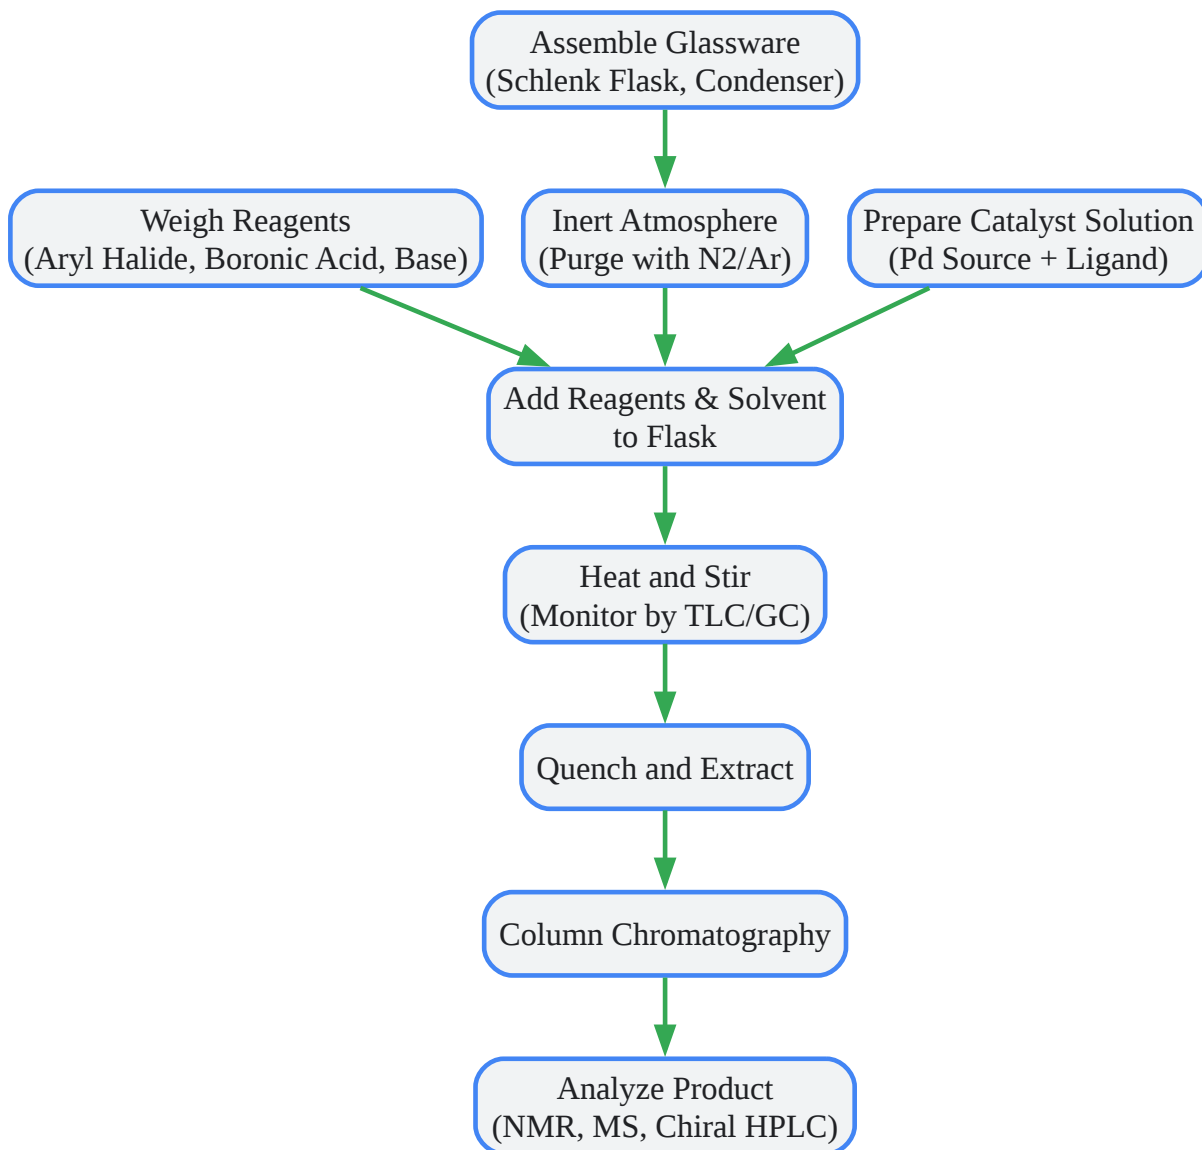 Assemble Glassware
(Schlenk Flask, Condenser)
Weigh Reagents
(Aryl Halide, Boronic Acid, Base)
Inert Atmosphere
(Purge with N2/Ar)
Prepare Catalyst Solution
(Pd Source + Ligand)
Add Reagents & Solvent
to Flask
Heat and Stir
(Monitor by TLC/GC)
Quench and Extract
Column Chromatography
Analyze Product
(NMR, MS, Chiral HPLC)